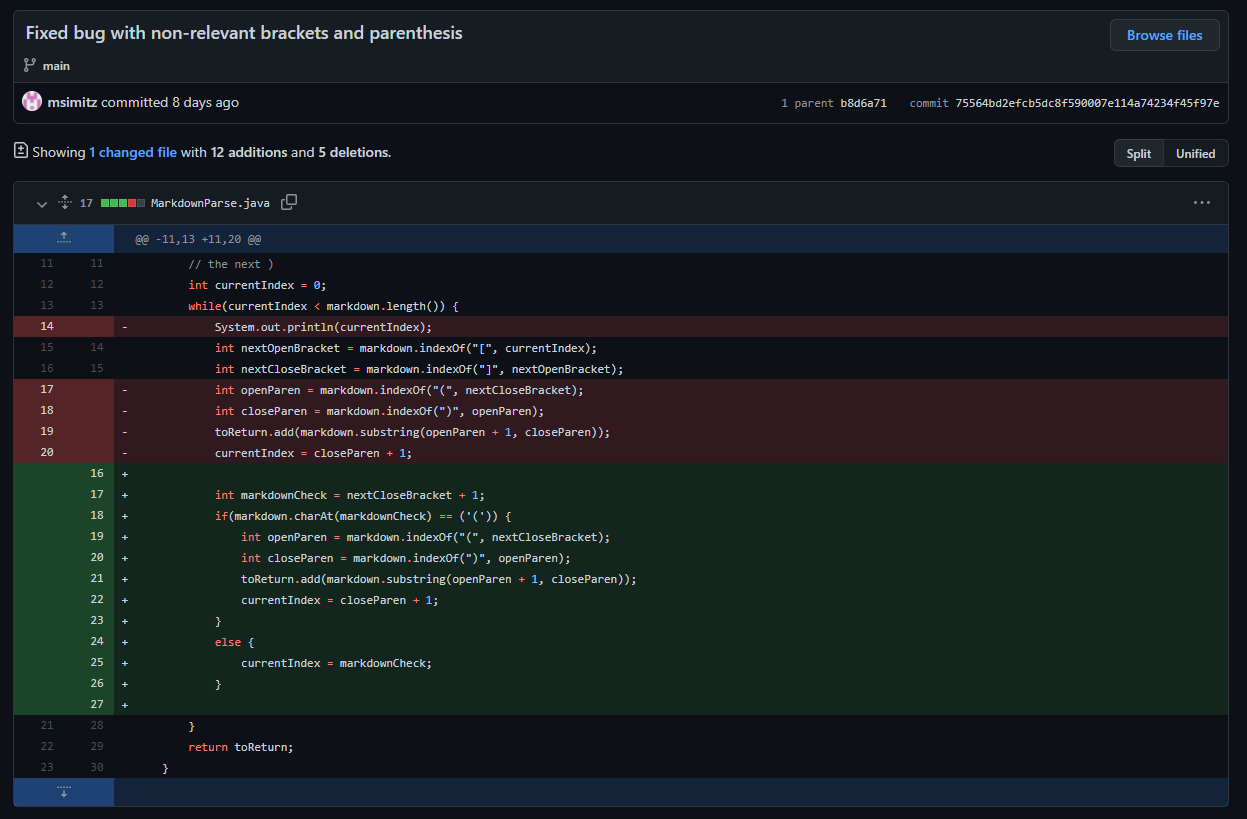 Fixed bug with non-relevant brackets and parenthesis
Browse files
main
msimitz committed 8 days ago
1 parent b8d6a71 commit 75564bd2efcb5dc8f590007e114a74234f45f97e
Showing 1 changed file with 12 additions and 5 deletions.
Split Unified
17 MarkdownParse.java
@@ -11,13 +11,20 @@
11 11 // the next )
12 12 int currentIndex = 0;
13 13 while(currentIndex < markdown.length()) {
14 - System.out.println(currentIndex);
15 14 int nextOpenBracket = markdown.indexOf("[", currentIndex);
16 15 int nextCloseBracket = markdown.indexOf("]", nextOpenBracket);
17 - int openParen = markdown.indexOf("(", nextCloseBracket);
18 - int closeParen = markdown.indexOf(")", openParen);
19 - toReturn.add(markdown.substring(openParen + 1, closeParen));
20 - currentIndex = closeParen + 1;
16 +
17 + int markdownCheck = nextCloseBracket + 1;
18 + if(markdown.charAt(markdownCheck) == ('(')) {
19 + int openParen = markdown.indexOf("(", nextCloseBracket);
20 + int closeParen = markdown.indexOf(")", openParen);
21 + toReturn.add(markdown.substring(openParen + 1, closeParen));
22 + currentIndex = closeParen + 1;
23 + }
24 + else {
25 + currentIndex = markdownCheck;
26 + }
27 +
21 28 }
22 29 return toReturn;
23 30 }